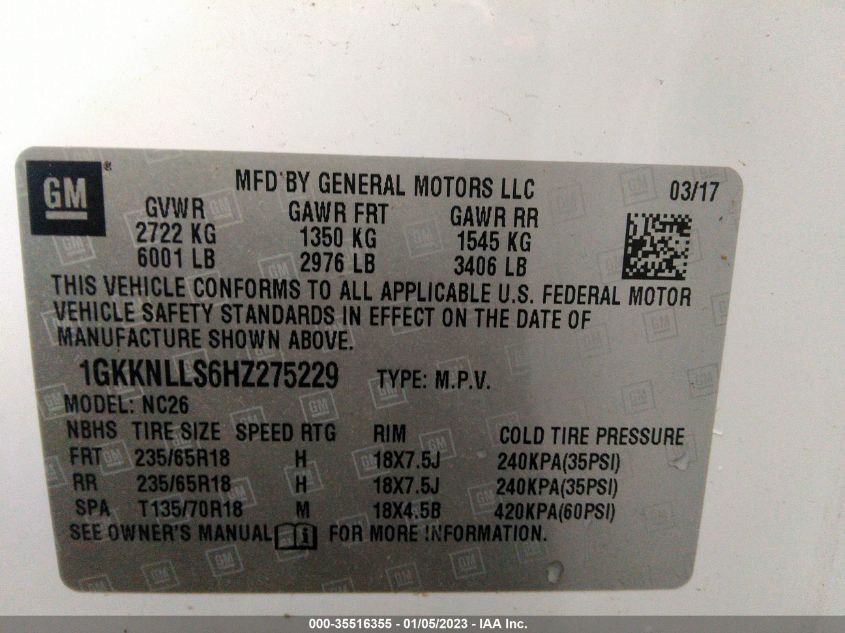 GM ®
MFD BY GENERAL MOTORS LLC 03/17
GVWR GAWR FRT GAWR RR
2722 KG 1350 KG 1545 KG
6001 LB 2976 LB 3406 LB
THIS VEHICLE CONFORMS TO ALL APPLICABLE U.S. FEDERAL MOTOR
VEHICLE SAFETY STANDARDS IN EFFECT ON THE DATE OF
MANUFACTURE SHOWN ABOVE.
1GKKNLLS6HZ275229 TYPE: M.P.V.
MODEL: NC26
NBHS TIRE SIZE SPEED RTG RIM COLD TIRE PRESSURE
FRT 235/65R18 H 18X7.5J 240KPA(35PSI)
RR 235/65R18 H 18X7.5J 240KPA(35PSI)
SPA T135/70R18 M 18X4.5B 420KPA(60PSI)
SEE OWNER'S MANUAL i FOR MORE INFORMATION.
000-35516355 - 01/05/2023 - IAA Inc.